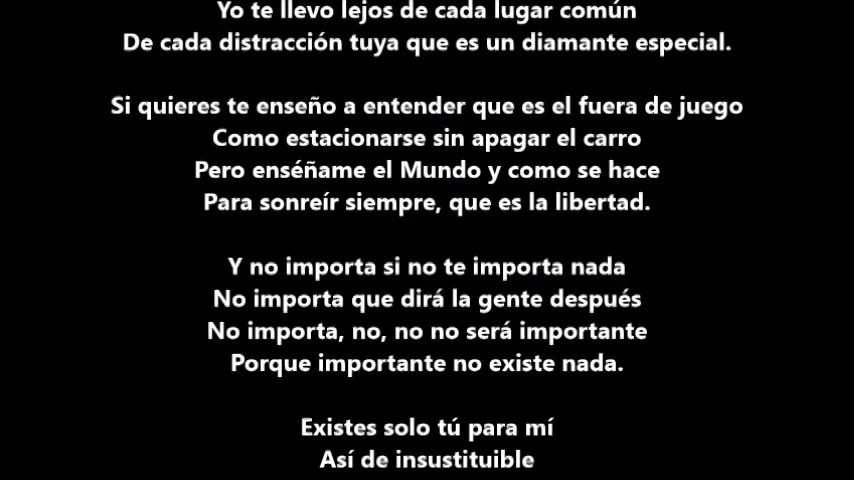 Yo te llevo lejos de cada lugar común
De cada distracción tuya que es un diamante especial.
Si quieres te enseño a entender que es el fuera de juego
Como estacionarse sin apagar el carro
Pero enséñame el Mundo y como se hace
Para sonreír siempre, que es la libertad.
Y no importa si no te importa nada
No importa que dirá la gente después
No importa, no, no no será importante
Porque importante no existe nada.
Existes solo tú para mí
Así de insustituible